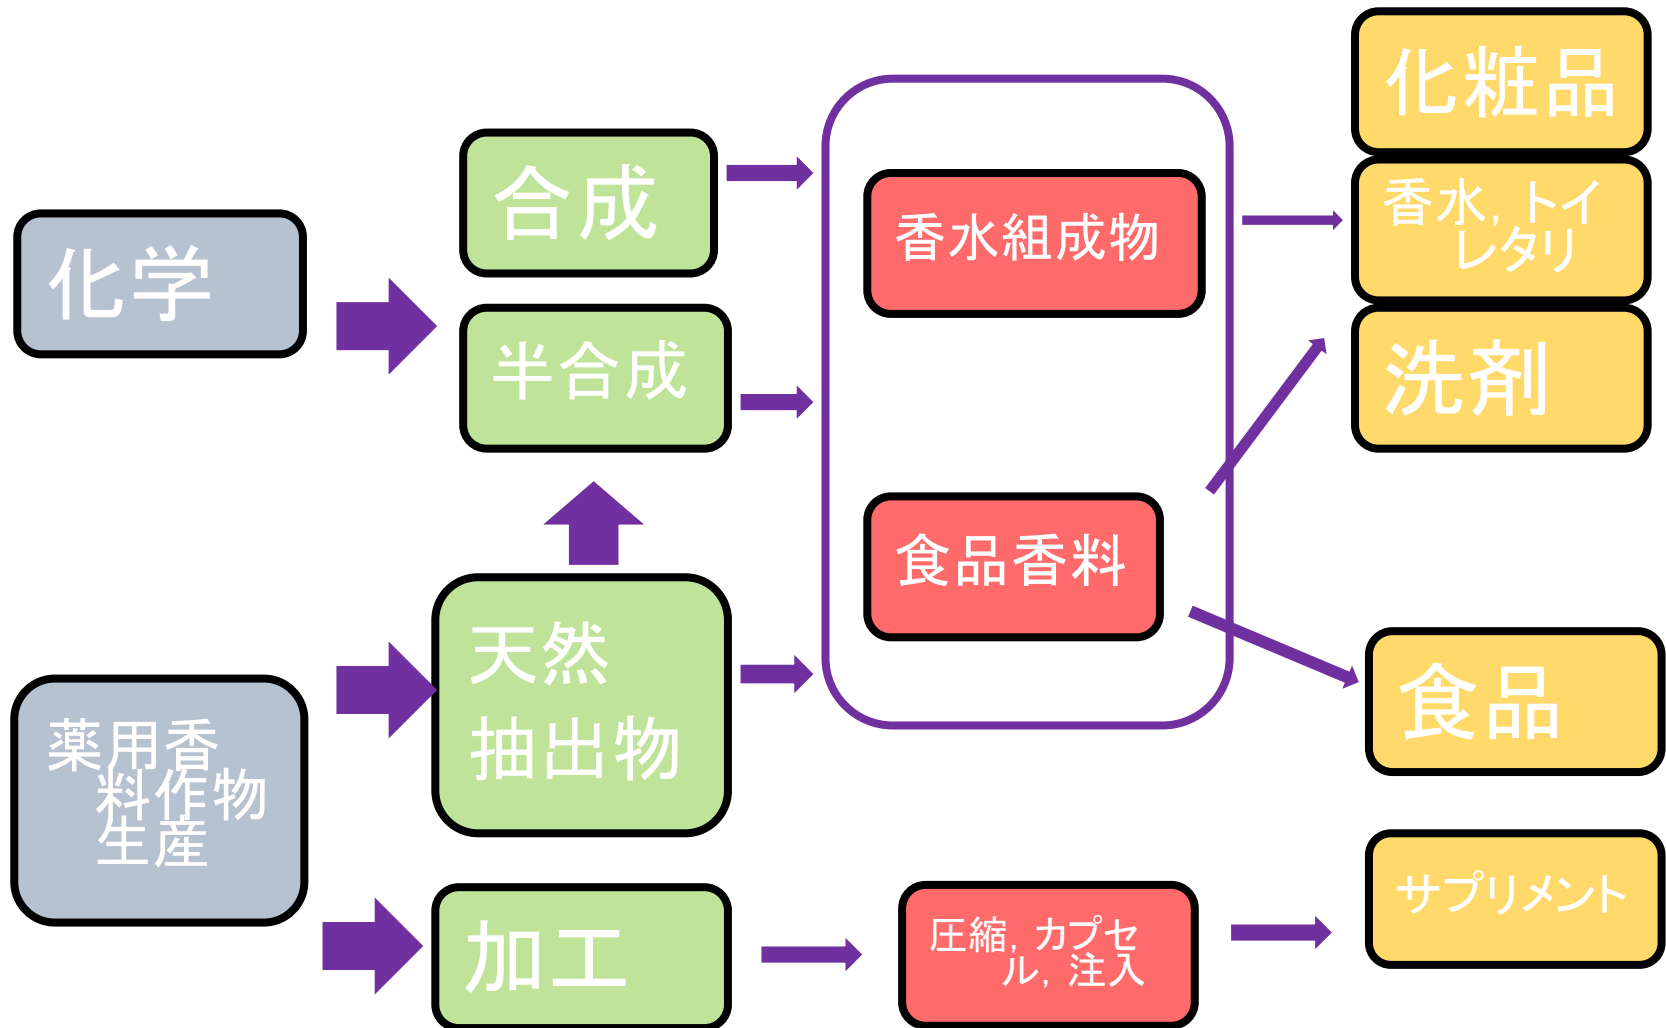 化学
薬用香
料作物
生産
合成
半合成
天然
抽出物
加工
香水組成物
食品香料
圧縮, カプセ
ル, 注入
化粧品
香水, トイ
レタリ
洗剤
食品
サプリメント